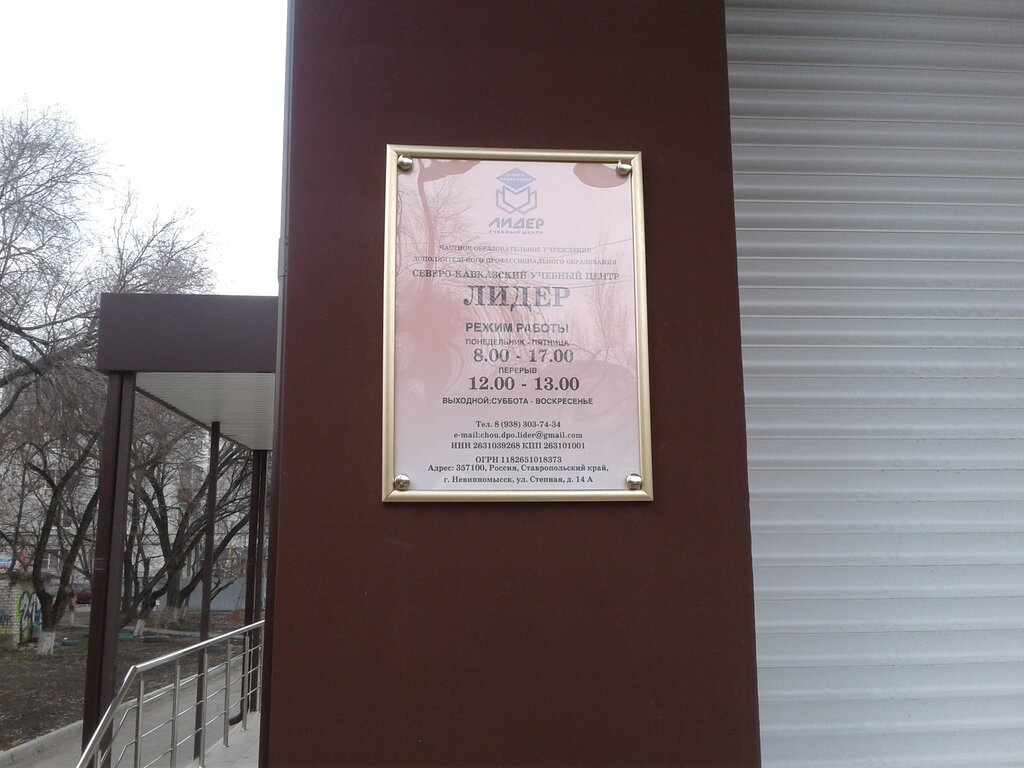 ЛИДЕР
УЧЕБНЫЙ ЦЕНТР
ЧАСТНОЕ ОБРАЗОВАТЕЛЬНОЕ УЧРЕЖДЕНИЕ
ДОПОЛНИТЕЛЬНОГО ПРОФЕССИОНАЛЬНОГО ОБРАЗОВАНИЯ
СЕВЕРО-КАВКАЗСКИЙ УЧЕБНЫЙ ЦЕНТР
ЛИДЕР
РЕЖИМ РАБОТЫ
ПОНЕДЕЛЬНИК - ПЯТНИЦА
8.00 - 17.00
ПЕРЕРЫВ
12.00 - 13.00
ВЫХОДНОЙ:СУББОТА - ВОСКРЕСЕНЬЕ
Тел. 8 (938) 303-74-34
e-mail:chou.dpo.lider@gmail.com
ИНН 2631039268 КПП 263101001
ОГРН 1182651018373
Адрес: 357100, Россия, Ставропольский край,
г. Невинномысск, ул. Степная, д. 14 А